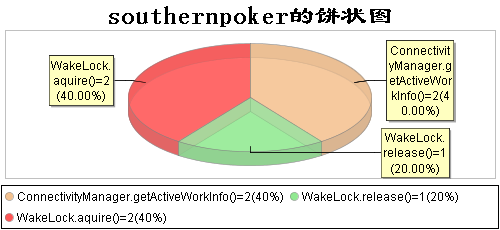 southernpoker的饼状图
WakeLock.
aquire()=2
(40.00%)
Connectivit
yManager.g
etActiveWor
kInfo()=2(4
0.00%)
WakeLock.
release()=1
(20.00%)
ConnectivityManager.getActiveWorkInfo()=2(40%) WakeLock.release()=1(20%)
WakeLock.aquire()=2(40%)